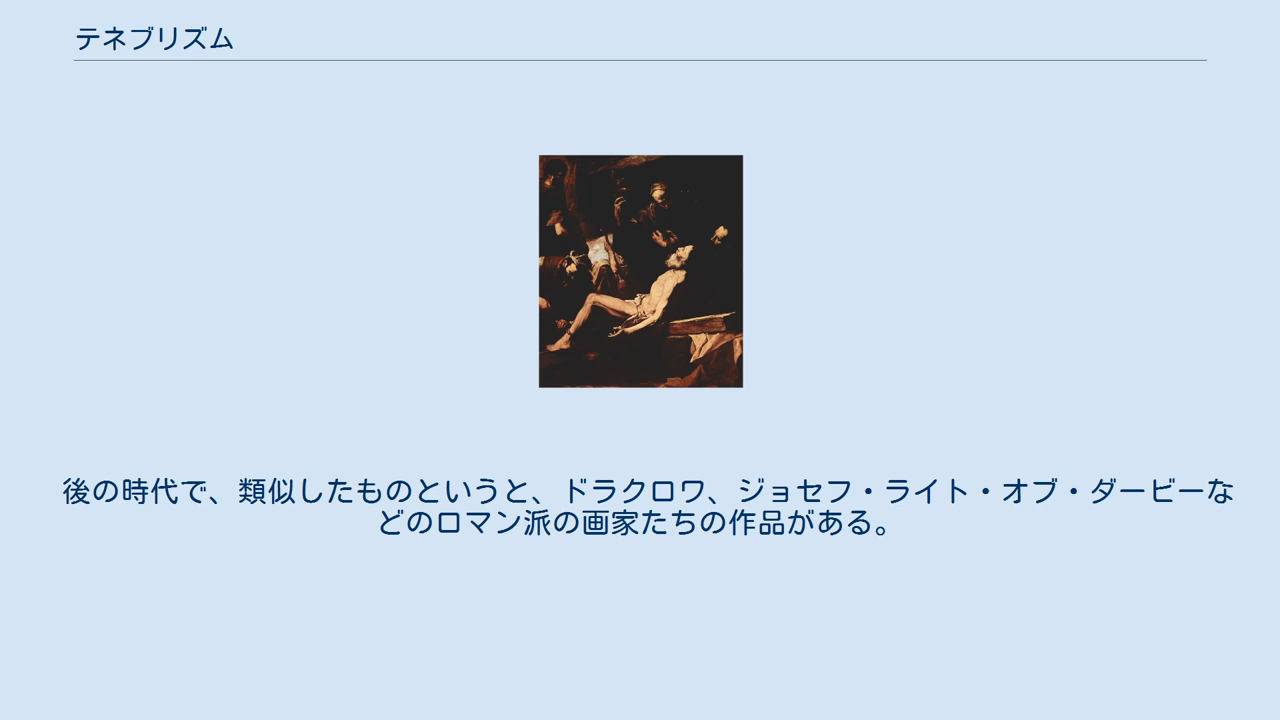 テネブリズム
後の時代で、類似したものというと、ドラクロワ、ジョセフ・ライト・オブ・ダービーな
どのロマン派の画家たちの作品がある。